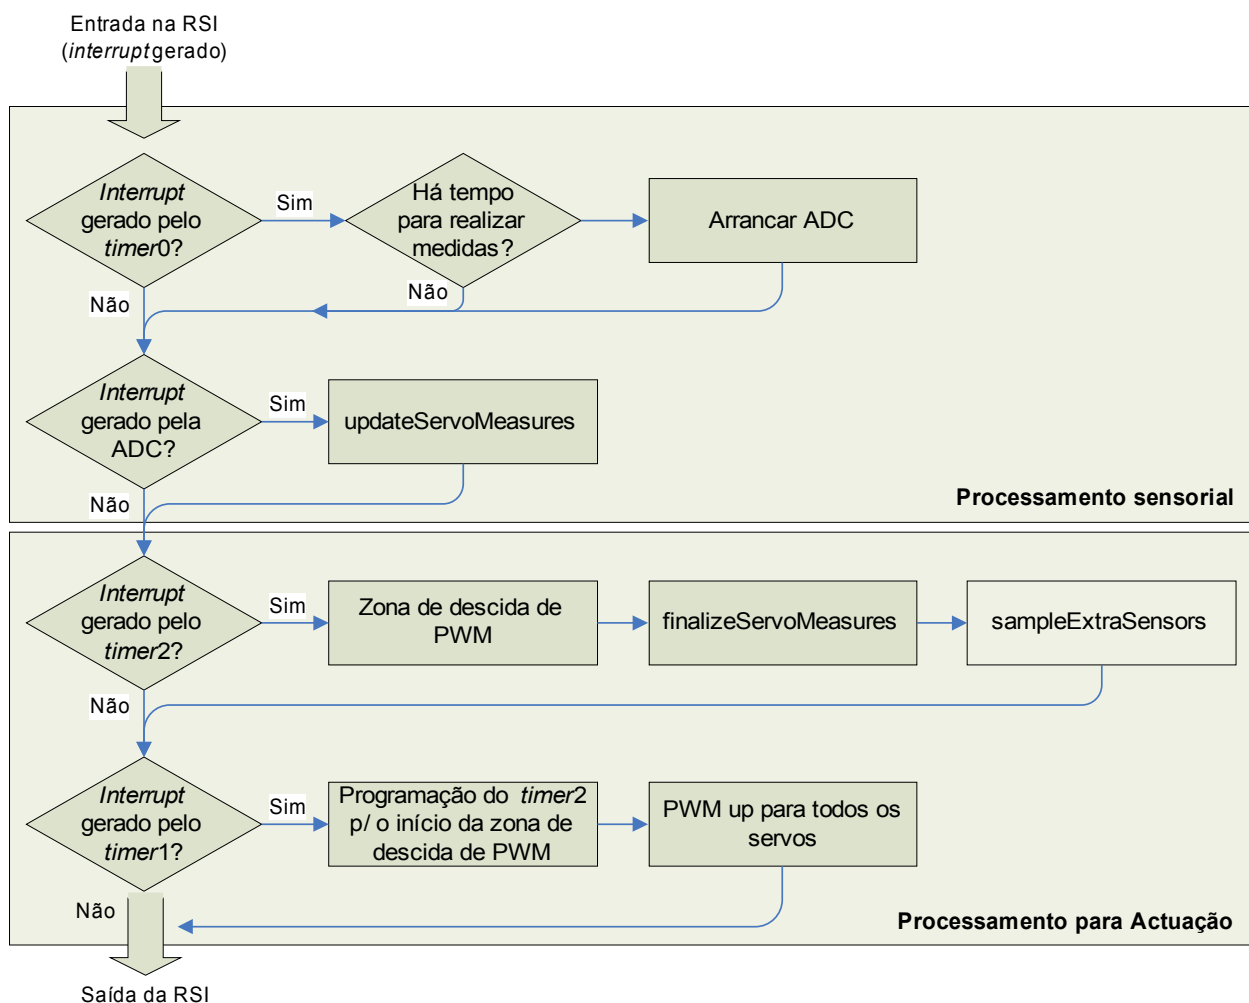 Entrada na RSI
(interrupt gerado)
Interrupt
gerado pelo
timer0?
Sim
Há tempo
para realizar
medidas?
Arrancar ADC
Não
Não
Interrupt
gerado pela
ADC?
Sim
updateServoMeasures
Não
Processamento sensorial
Interrupt
gerado pelo
timer2?
Sim
Zona de descida de
PWM
finalizeServoMeasures
sampleExtraSensors
Não
Interrupt
gerado pelo
timer1?
Sim
Programação do timer2
p/ o início da zona de
descida de PWM
PWM up para todos os
servos
Não
Processamento para Actuação
Saída da RSI